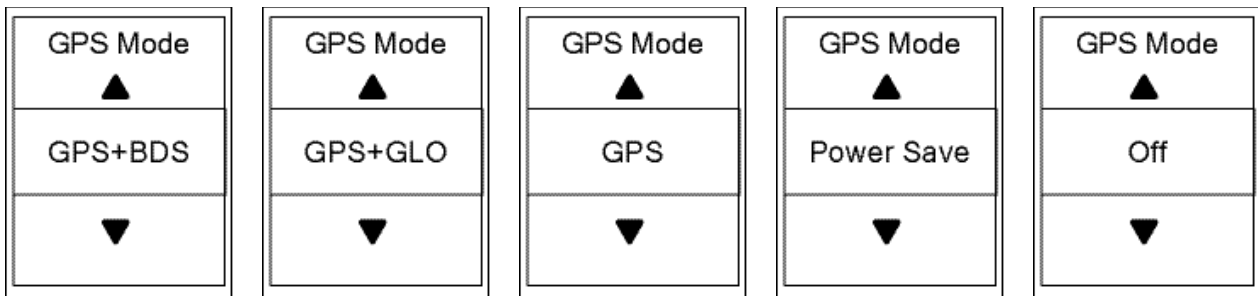 GPS Mode
GPS+BDS
GPS Mode
GPS+GLO
GPS Mode
GPS
GPS Mode
Power Save
GPS Mode
Off